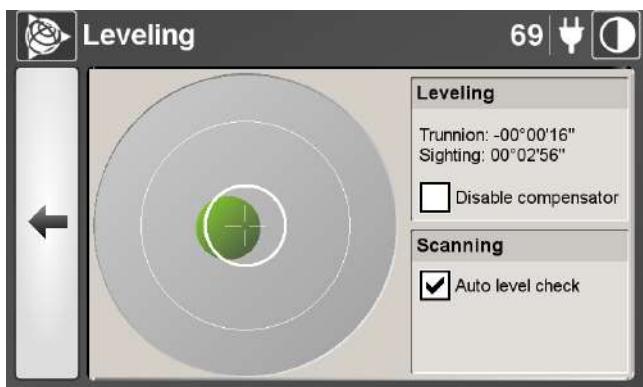 Leveling
69
Leveling
Trunnion: -00°00'16"
Sighting: 00°02'56"
Disable compensator
Scanning
Auto level check